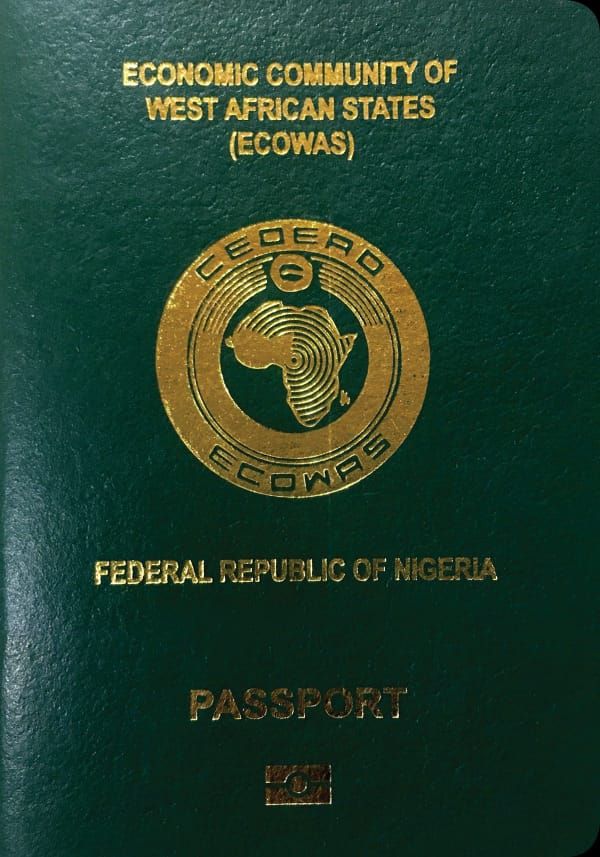 ECONOMIC COMMUNITY OF
WEST AFRICAN STATES
(ECOWAS)
CEDEAO
ECOWAS
FEDERAL REPUBLIC OF NIGERIA
PASSPORT